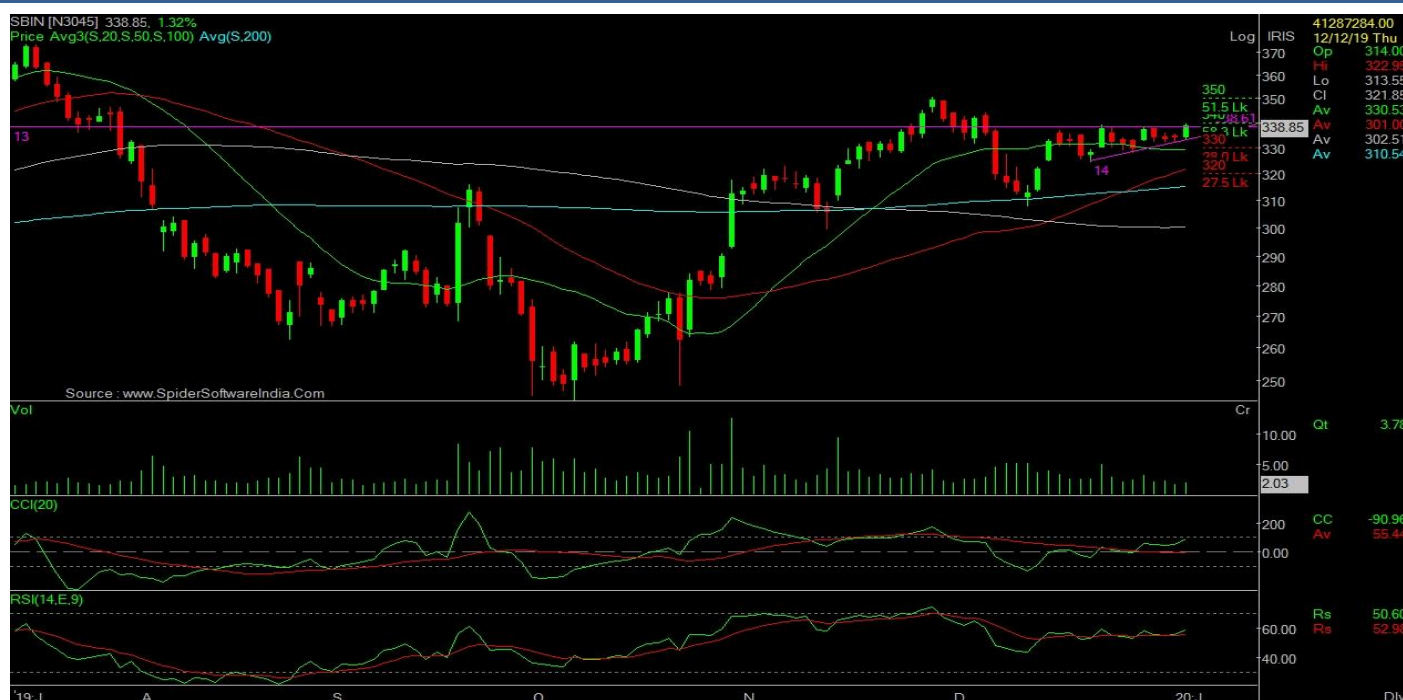 SBIN [N3045] 338.85, 1.32%
Price Avg3(S,20,S,50,S,100) Avg(S,200)
Log
IRIS
41287284.00
12/12/19 Thu
Op 314.00
Hi 322.95
Lo 313.55
Cl 321.85
Av 330.53
Av 301.00
Av 302.51
Av 310.54
370
360
350
338.85
330
320
310
300
290
280
270
260
250
350
51.5 Lk
58.3 Lk
330
28.0 Lk
320
27.5 Lk
13
14
Source : www.SpiderSoftwareIndia.Com
Vol
Cr
10.00
5.00
2.03
Qt 3.78
CCI(20)
200
0.00
CC -90.96
Av 55.44
RSI(14,E,9)
60.00
40.00
Rs 50.60
Rs 52.98
'19:J A S O N D 20:J
Dly